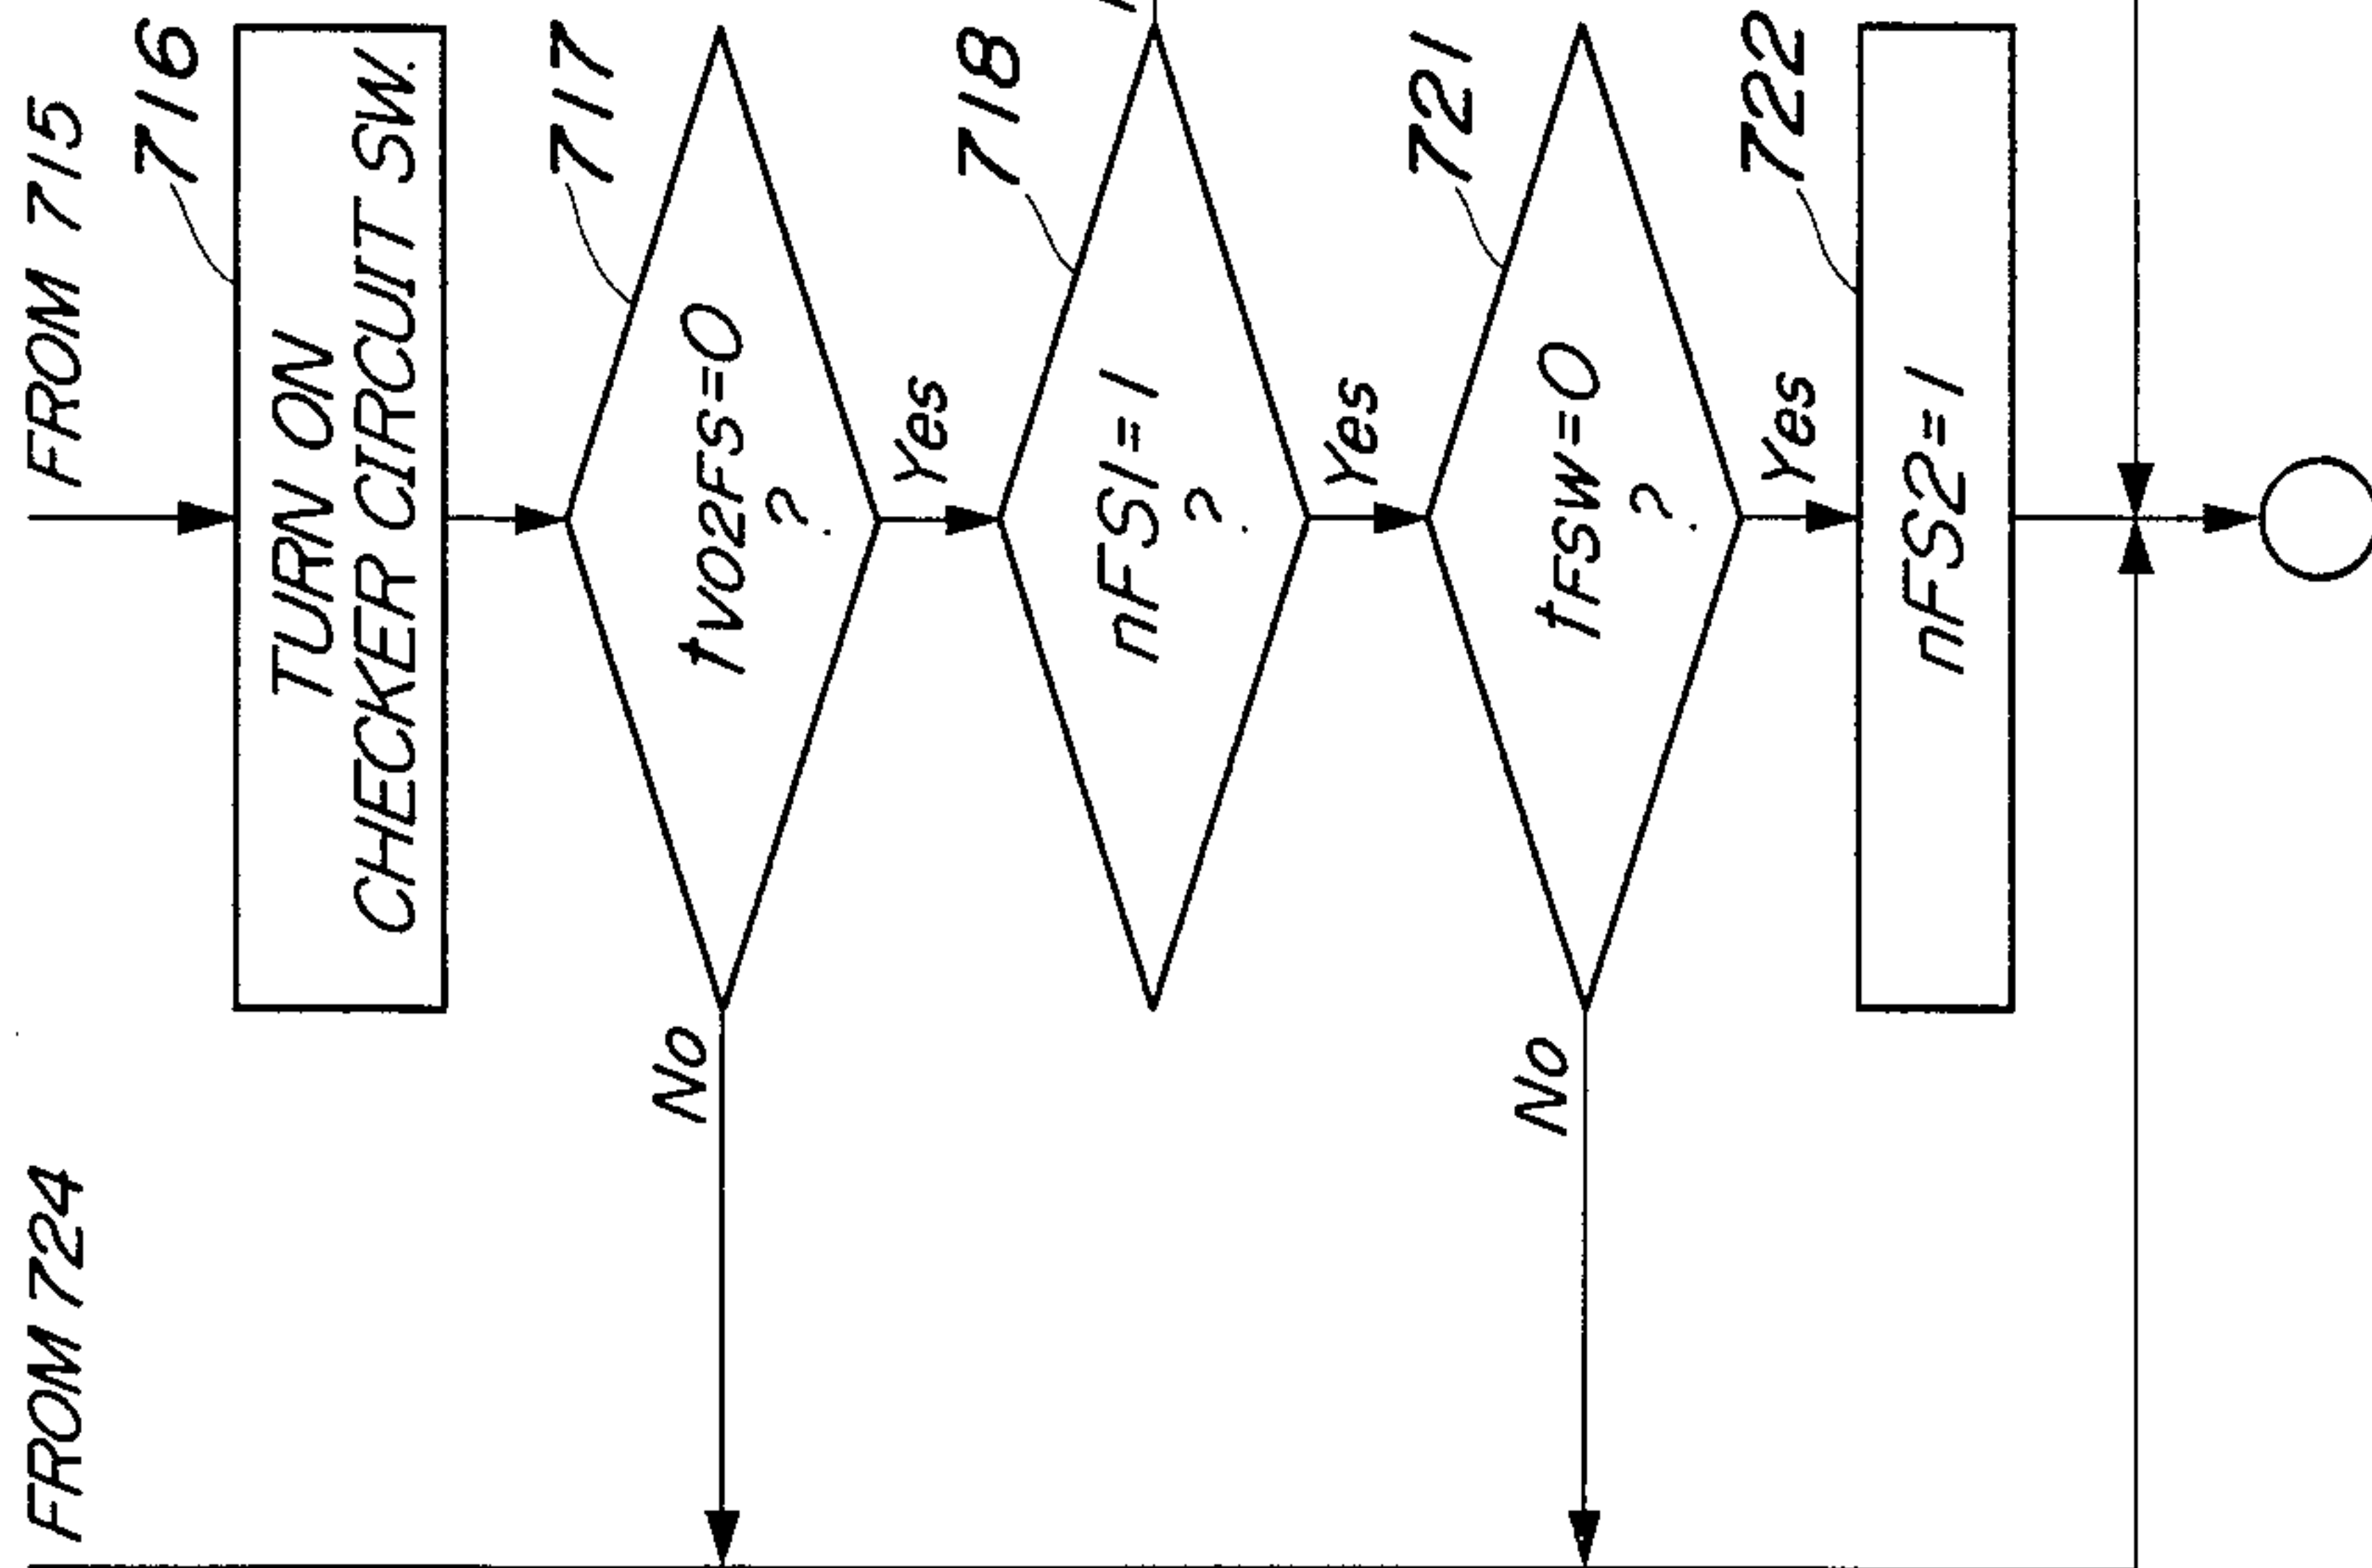 FROM 724
FROM 715
716
TURN ON
CHECKER CIRCUIT SW.
717
tVO2FS=0
?
No
Yes
718
nFS1=1
?
Yes
721
tFSW=0
?
No
Yes
722
nFS2=1